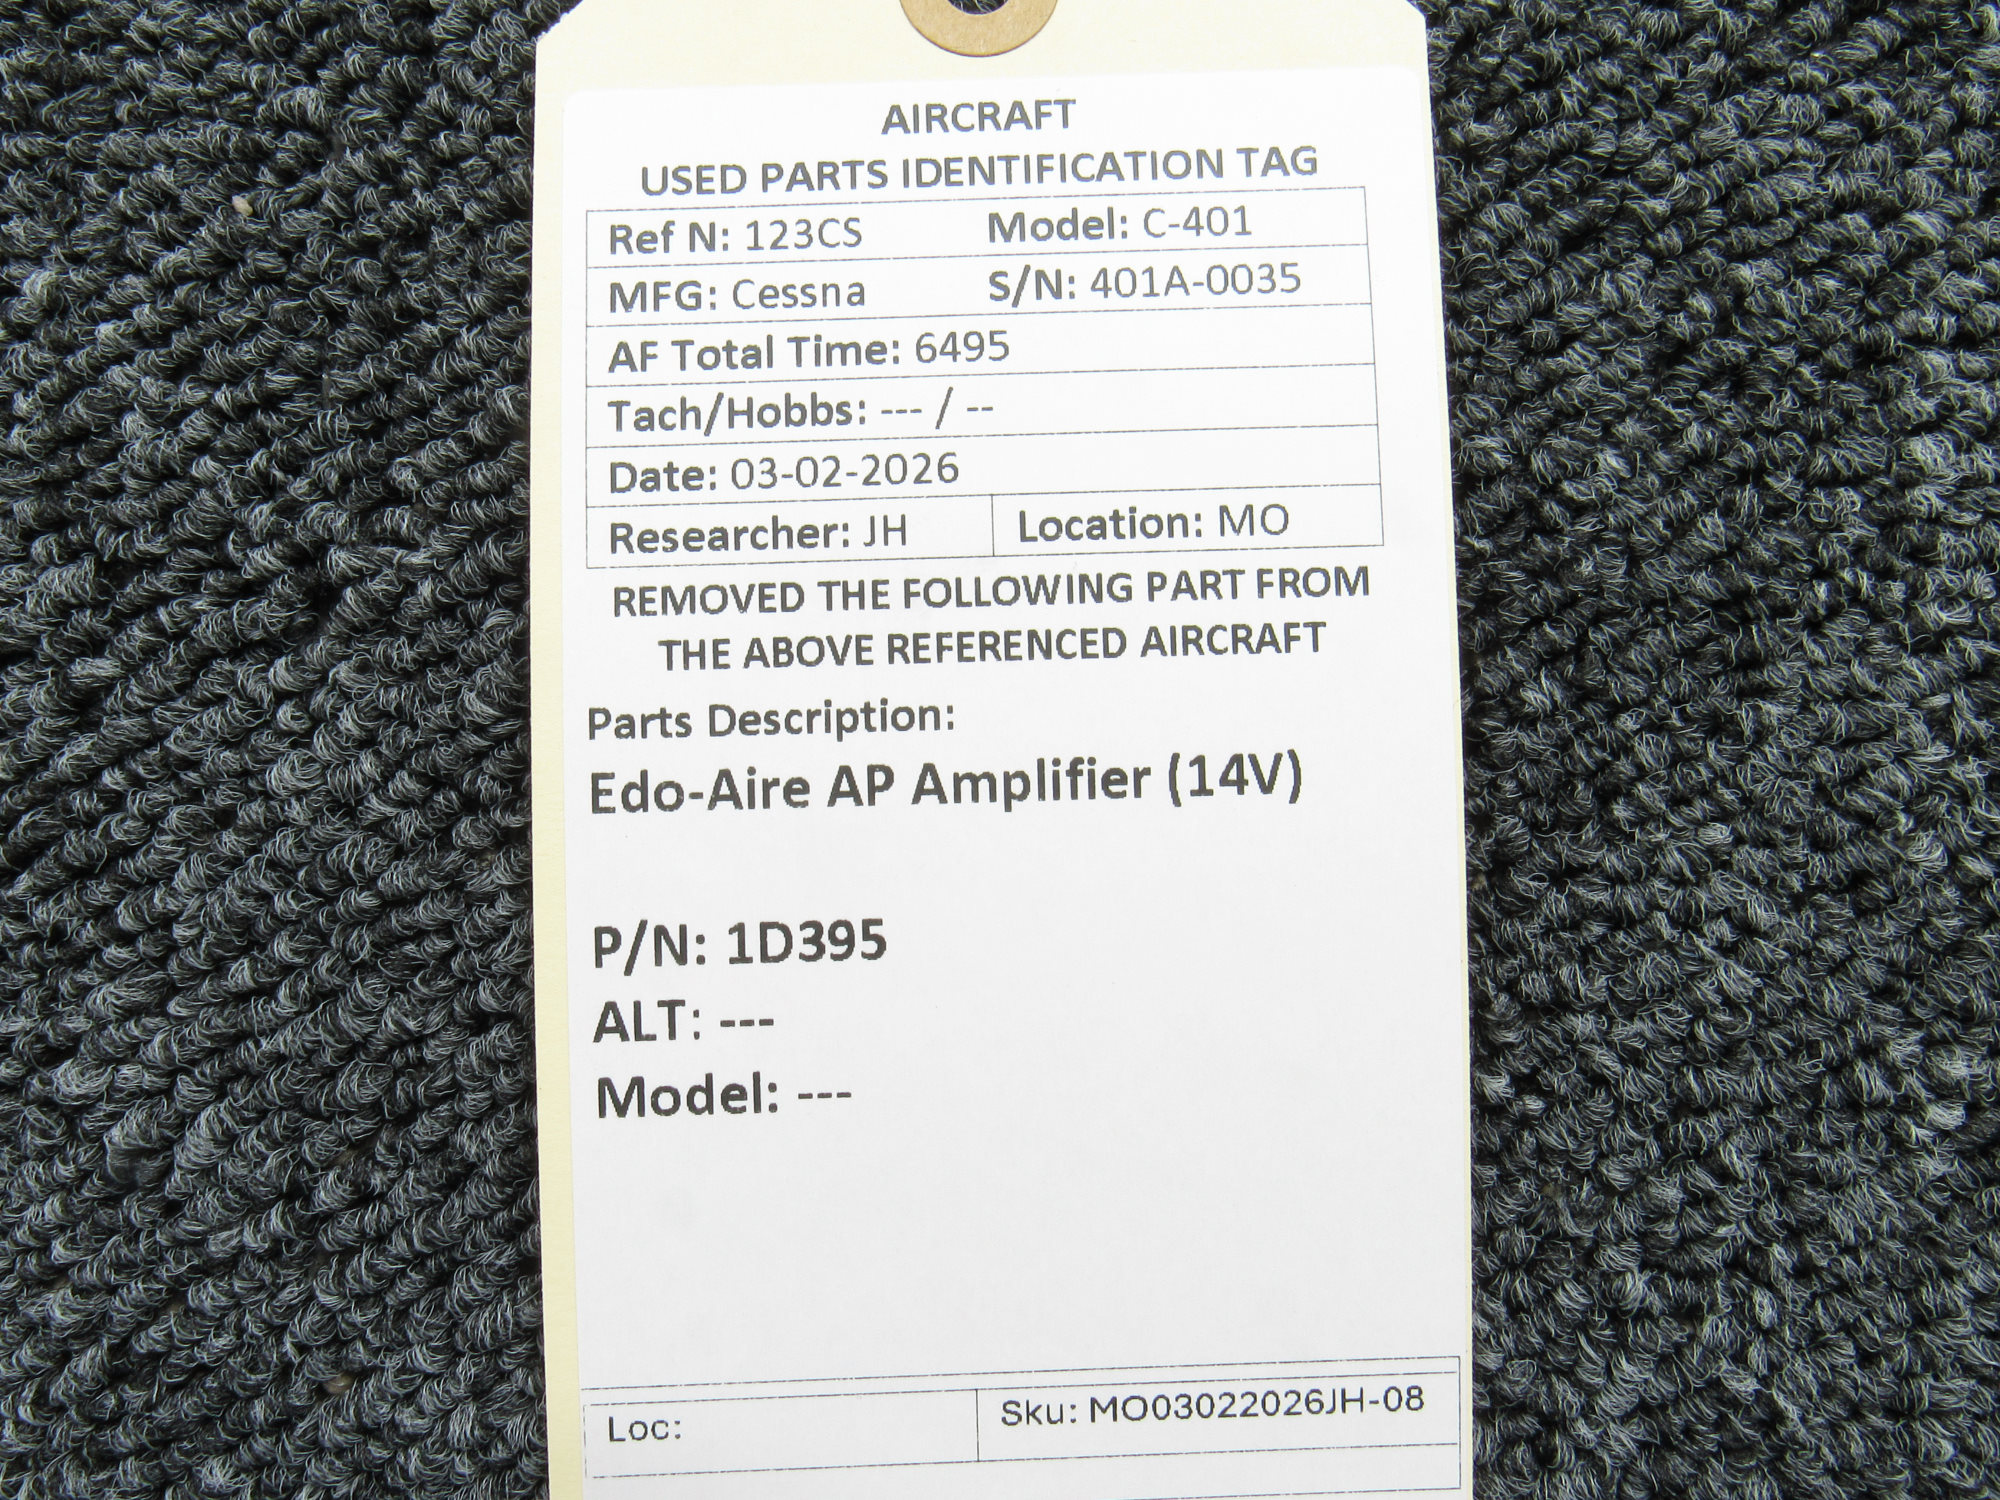 AIRCRAFT
USED PARTS IDENTIFICATION TAG
Ref N: 123CS Model: C-401
MFG: Cessna S/N: 401A-0035
AF Total Time: 6495
Tach/Hobbs: --- / --
Date: 03-02-2026
Researcher: JH Location: MO
REMOVED THE FOLLOWING PART FROM
THE ABOVE REFERENCED AIRCRAFT
Parts Description:
Edo-Aire AP Amplifier (14V)
P/N: 1D395
ALT: ---
Model: ---
Loc: Sku: MO03022026JH-08